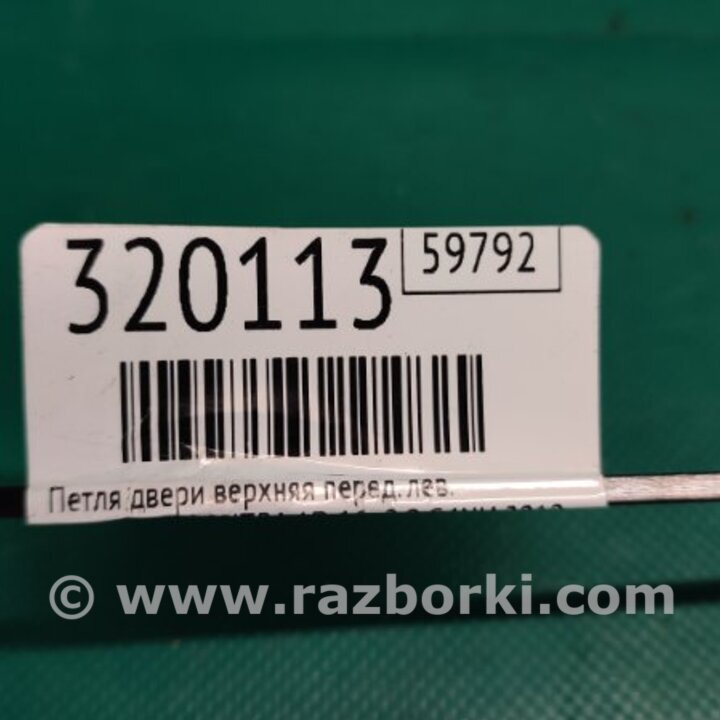 320113
59792
Петля двери верхняя перед. лев.
© www.razborki.com